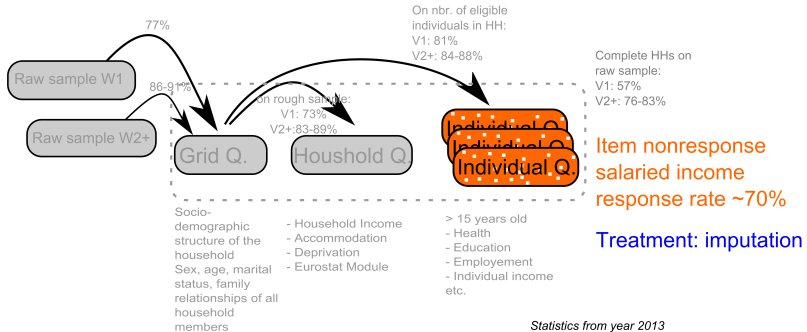 77%
On nbr. of eligible
individuals in HH:
V1: 81%
V2+: 84-88%
Complete HHs on
raw sample:
V1: 57%
V2+: 76-83%
Raw sample W1
86-91%
on rough sample:
V1: 73%
V2+:83-89%
Raw sample W2+
Grid Q.
Houshold Q.
Individual Q.
Individual Q.
Individual Q.
Item nonresponse
salaried income
response rate ~70%
Treatment: imputation
Socio-
demographic
structure of the
household
Sex, age, marital
status, family
relationships of all
household
members
- Household Income
- Accommodation
- Deprivation
- Eurostat Module
> 15 years old
- Health
- Education
- Employement
- Individual income
etc.
Statistics from year 2013